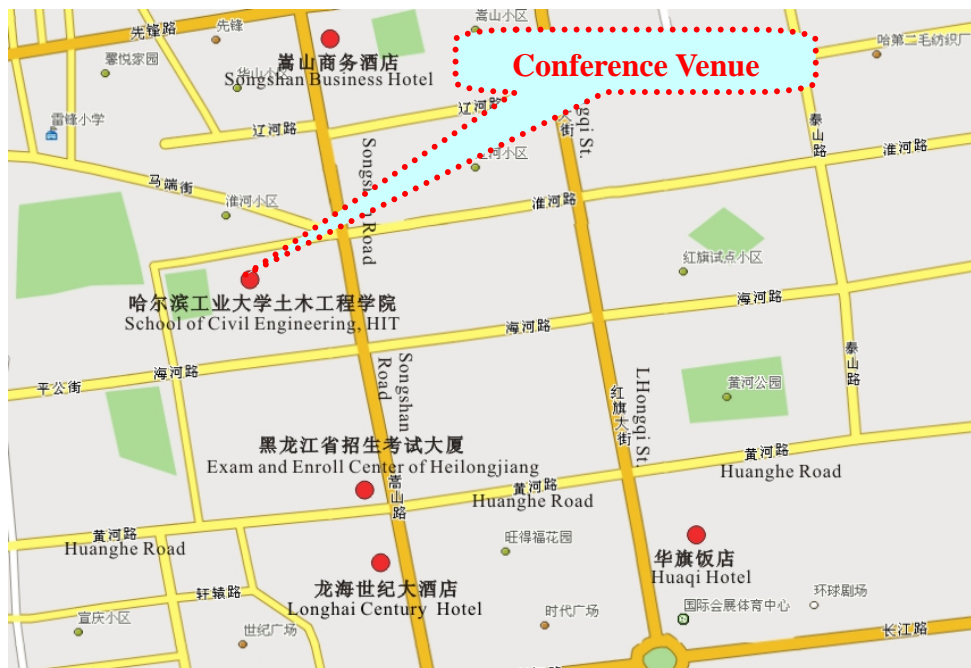 先锋路
先锋
嵩山小区
哈第二毛纺织厂
馨悦家园
嵩山商务酒店
Songshan Business Hotel
华山小区
Conference Venue
雷锋小学
辽河路
辽河路
大街
gqi St.
泰山路
淮河路
Songshan Road
马端街
淮河小区
淮河路
红旗试点小区
哈尔滨工业大学土木工程学院
School of Civil Engineering, HIT
海河路
海河路
海河路
平公街
Songshan Road
LHongqi St.
红旗大街
泰山路
黄河公园
黑龙江省招生考试大厦
Exam and Enroll Center of Heilongjiang
嵩山路
黄河路
Huanghe Road
黄河路
Huanghe Road
黄河路
Huanghe Road
旺得福花园
华旗饭店
Huaqi Hotel
龙海世纪大酒店
Longhai Century Hotel
轩辕路
宣庆小区
世纪广场
时代广场
国际会展体育中心
环球剧场
长江路